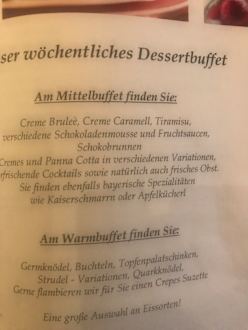 ser wöchentliches Dessertbuffet
Am Mittelbuffet finden Sie:
Creme Bruleè, Creme Caramell, Tiramisu,
verschiedene Schokoladenmousse und Fruchtsaucen,
Schokobrunnen
Cremes und Panna Cotta in verschiedenen Variationen,
frischende Cocktails sowie natürlich auch frisches Obst.
Sie finden ebenfalls bayerische Spezialitäten
wie Kaiserschmarrn oder Apfelkücherl
Am Warmbuffet finden Sie:
Germknödel, Buchteln, Topfenpalatschinken,
Strudel - Variationen, Quarkknödel,
Gerne flambieren wir für Sie einen Crepes Suzette
Eine große Auswahl an Eissorten!